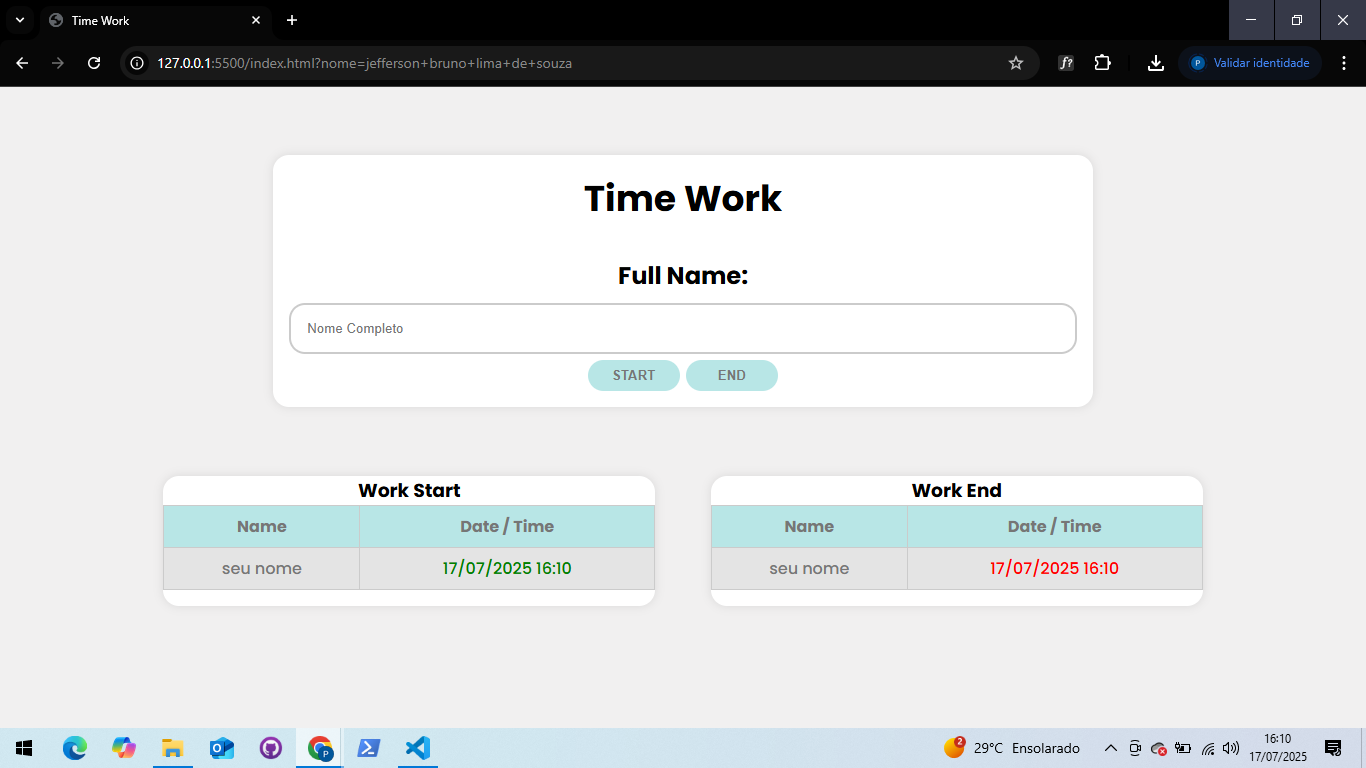 Time Work
127.0.0.1:5500/index.html?nome=jefferson+bruno+lima+de+souza
f?
P
Validar identidade
Time Work
Full Name:
Nome Completo
START
END
Work Start
Name
Date / Time
seu nome
17/07/2025 16:10
Work End
Name
Date / Time
seu nome
17/07/2025 16:10
P
2
29°C Ensolarado
16:10
17/07/2025